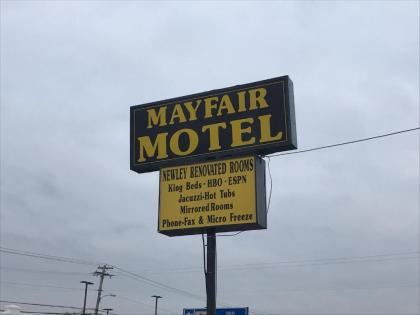 MAYFAIR
MOTEL
NEWLEY RENOVATED ROOMS
King Beds · HBO · ESPN
Jacuzzi-Hot Tubs
Mirrored Rooms
Phone-Fax & Micro Freeze